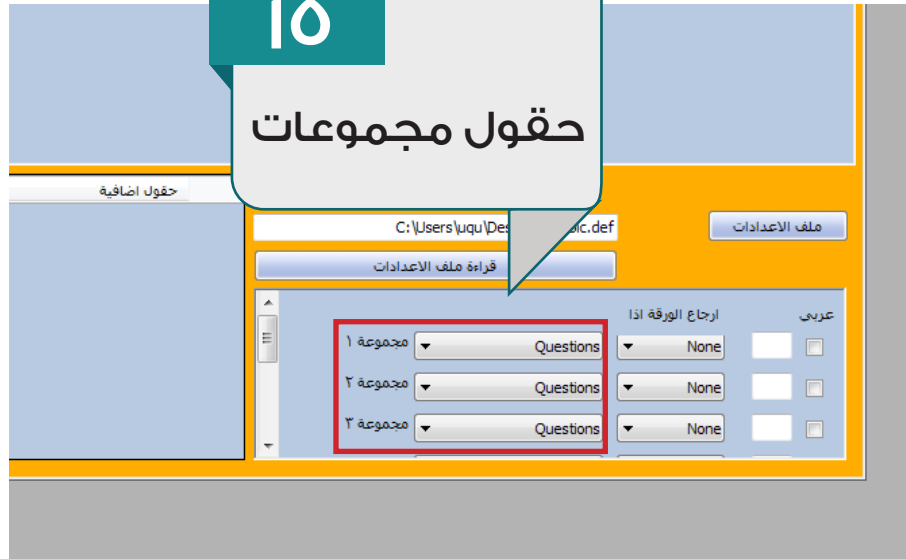 ١٥
حقول مجموعات
حقول اضافية
ملف الاعدادات
C:\Users\uqu\Des
bic.def
قراءة ملف الاعدادات
عربي
ارجاع الورقة اذا
None
Questions
مجموعة ١
None
Questions
مجموعة ٢
None
Questions
مجموعة ٣